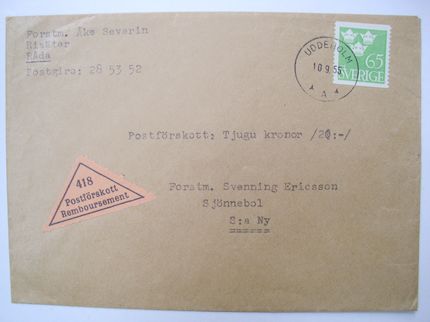 Forstm. Åke Severin
Risäter
Råda
Postgiro: 28 53 52
UDDEHOLM
10.9.55
A
65
SVERIGE
Postförskott; Tjugu kronor /20:-/
418
Postförskott
Remboursement
Forstm. Svenning Ericsson
Sjönnebol
S:a Ny